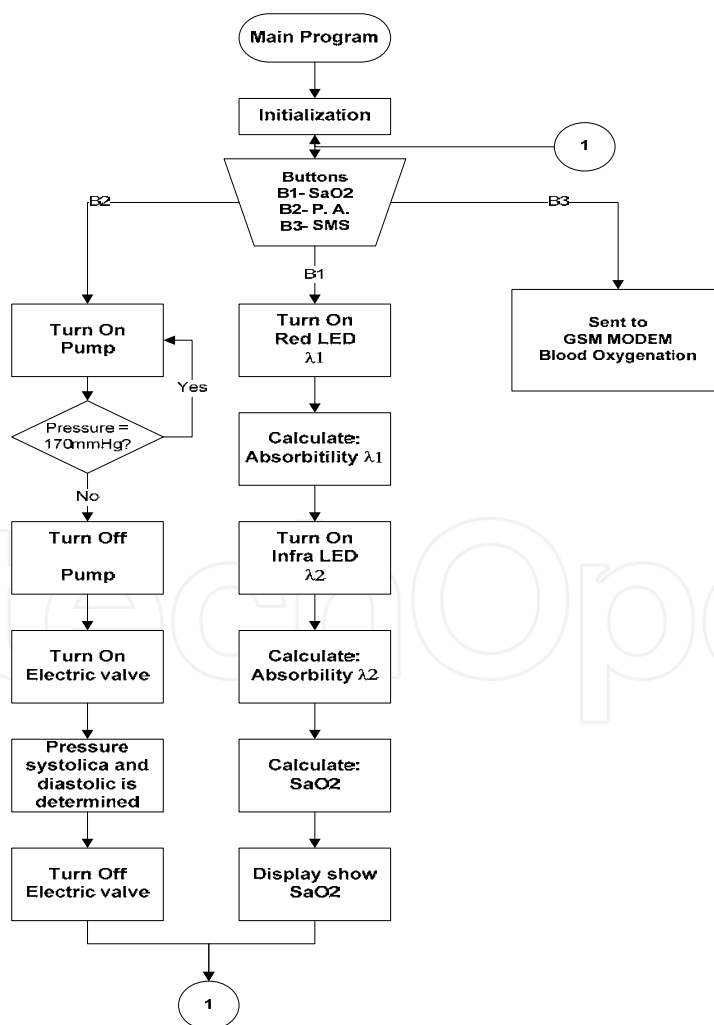 Main Program
Initialization
1
Buttons
B1- SaO2
B2- P. A.
B3- SMS
B2
B3
B1
Turn On
Pump
Yes
Pressure =
170mmHg?
No
Turn Off
Pump
Turn On
Electric valve
Pressure
systolica and
diastolic is
determined
Turn Off
Electric valve
Turn On
Red LED
λ1
Calculate:
Absorbitility λ1
Turn On
Infra LED
λ2
Calculate:
Absorbility λ2
Calculate:
SaO2
Display show
SaO2
Sent to
GSM MODEM
Blood Oxygenation
1
techOpe